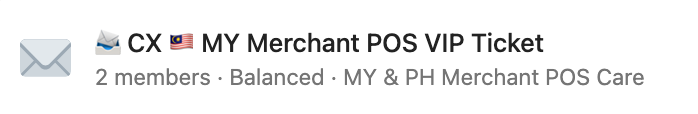 📨 CX 🇲🇾 MY Merchant POS VIP Ticket
2 members · Balanced · MY & PH Merchant POS Care